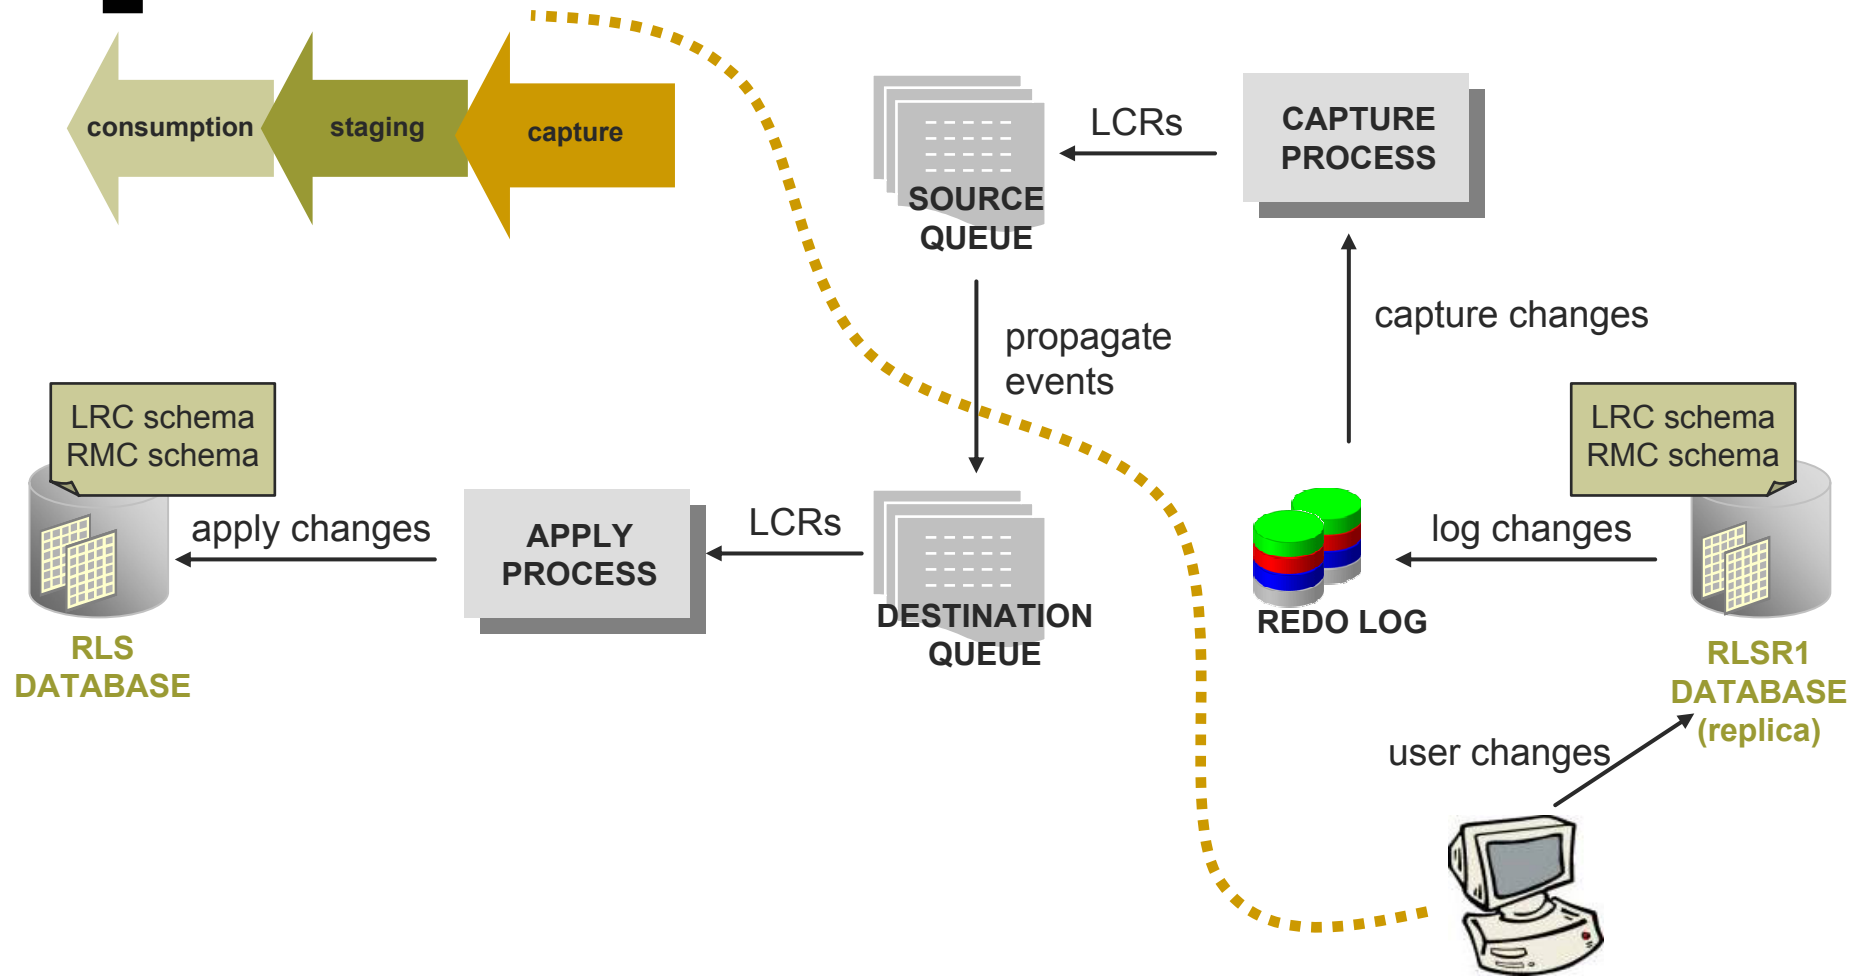 consumption
staging
capture
LCRs
CAPTURE
PROCESS
SOURCE
QUEUE
propagate
events
capture changes
LRC schema
RMC schema
LRC schema
RMC schema
apply changes
APPLY
PROCESS
LCRs
DESTINATION
QUEUE
log changes
REDO LOG
RLS
DATABASE
RLSR1
DATABASE
(replica)
user changes